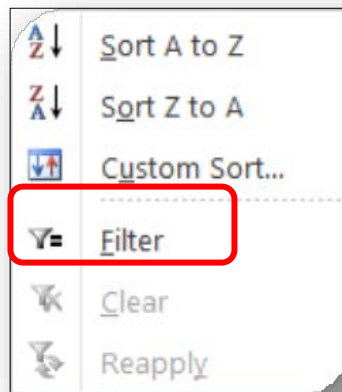 Sort A to Z
Sort Z to A
Custom Sort...
Filter
Clear
Reapply